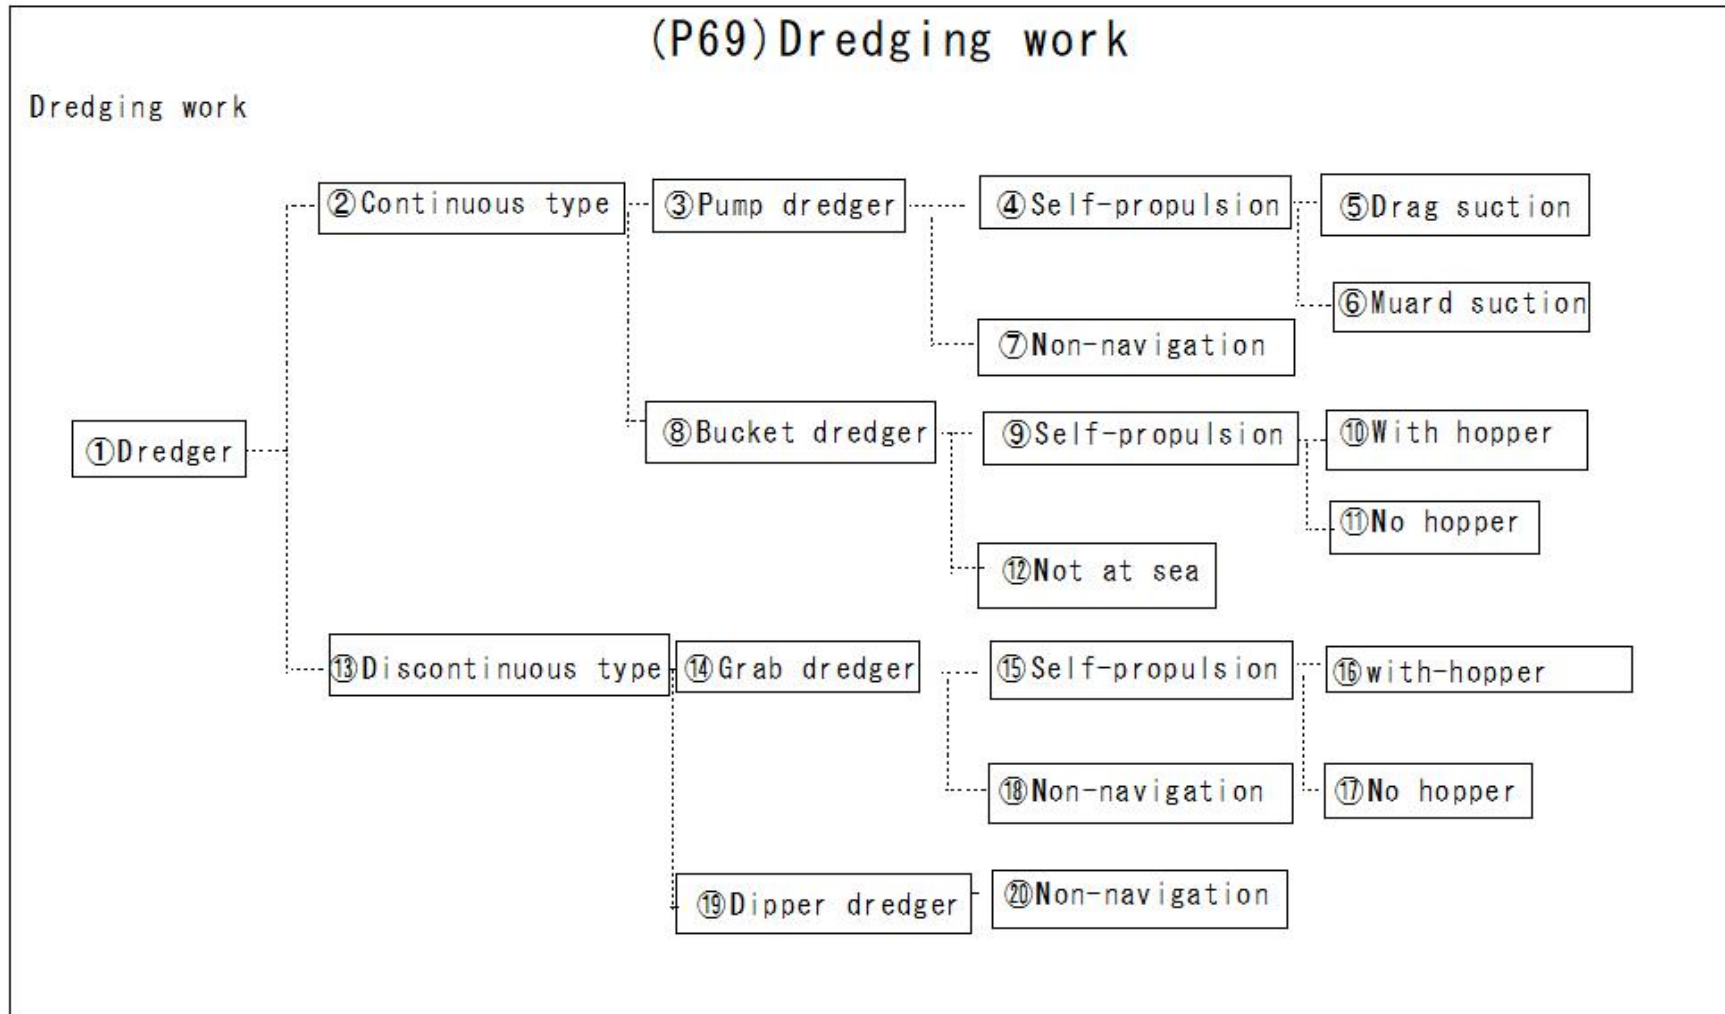 (P69)Dredging work
Dredging work
②Continuous type
③Pump dredger
④Self-propulsion
⑤Drag suction
⑥Muard suction
⑦Non-navigation
①Dredger
⑧Bucket dredger
⑨Self-propulsion
⑩With hopper
⑪No hopper
⑫Not at sea
⑬Discontinuous type
⑭Grab dredger
⑮Self-propulsion
⑯with-hopper
⑱Non-navigation
⑰No hopper
⑲Dipper dredger
⑳Non-navigation